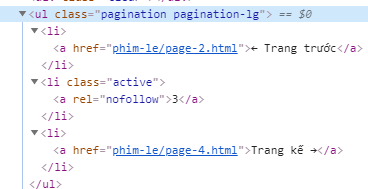 ▼<ul class="pagination pagination-lg"> == $0
▼<li>
<a href="phim-le/page-2.html">← Trang trước</a>
</li>
▼<li class="active">
<a rel="nofollow">3</a>
</li>
▼<li>
<a href="phim-le/page-4.html">Trang kế →</a>
</li>
</ul>